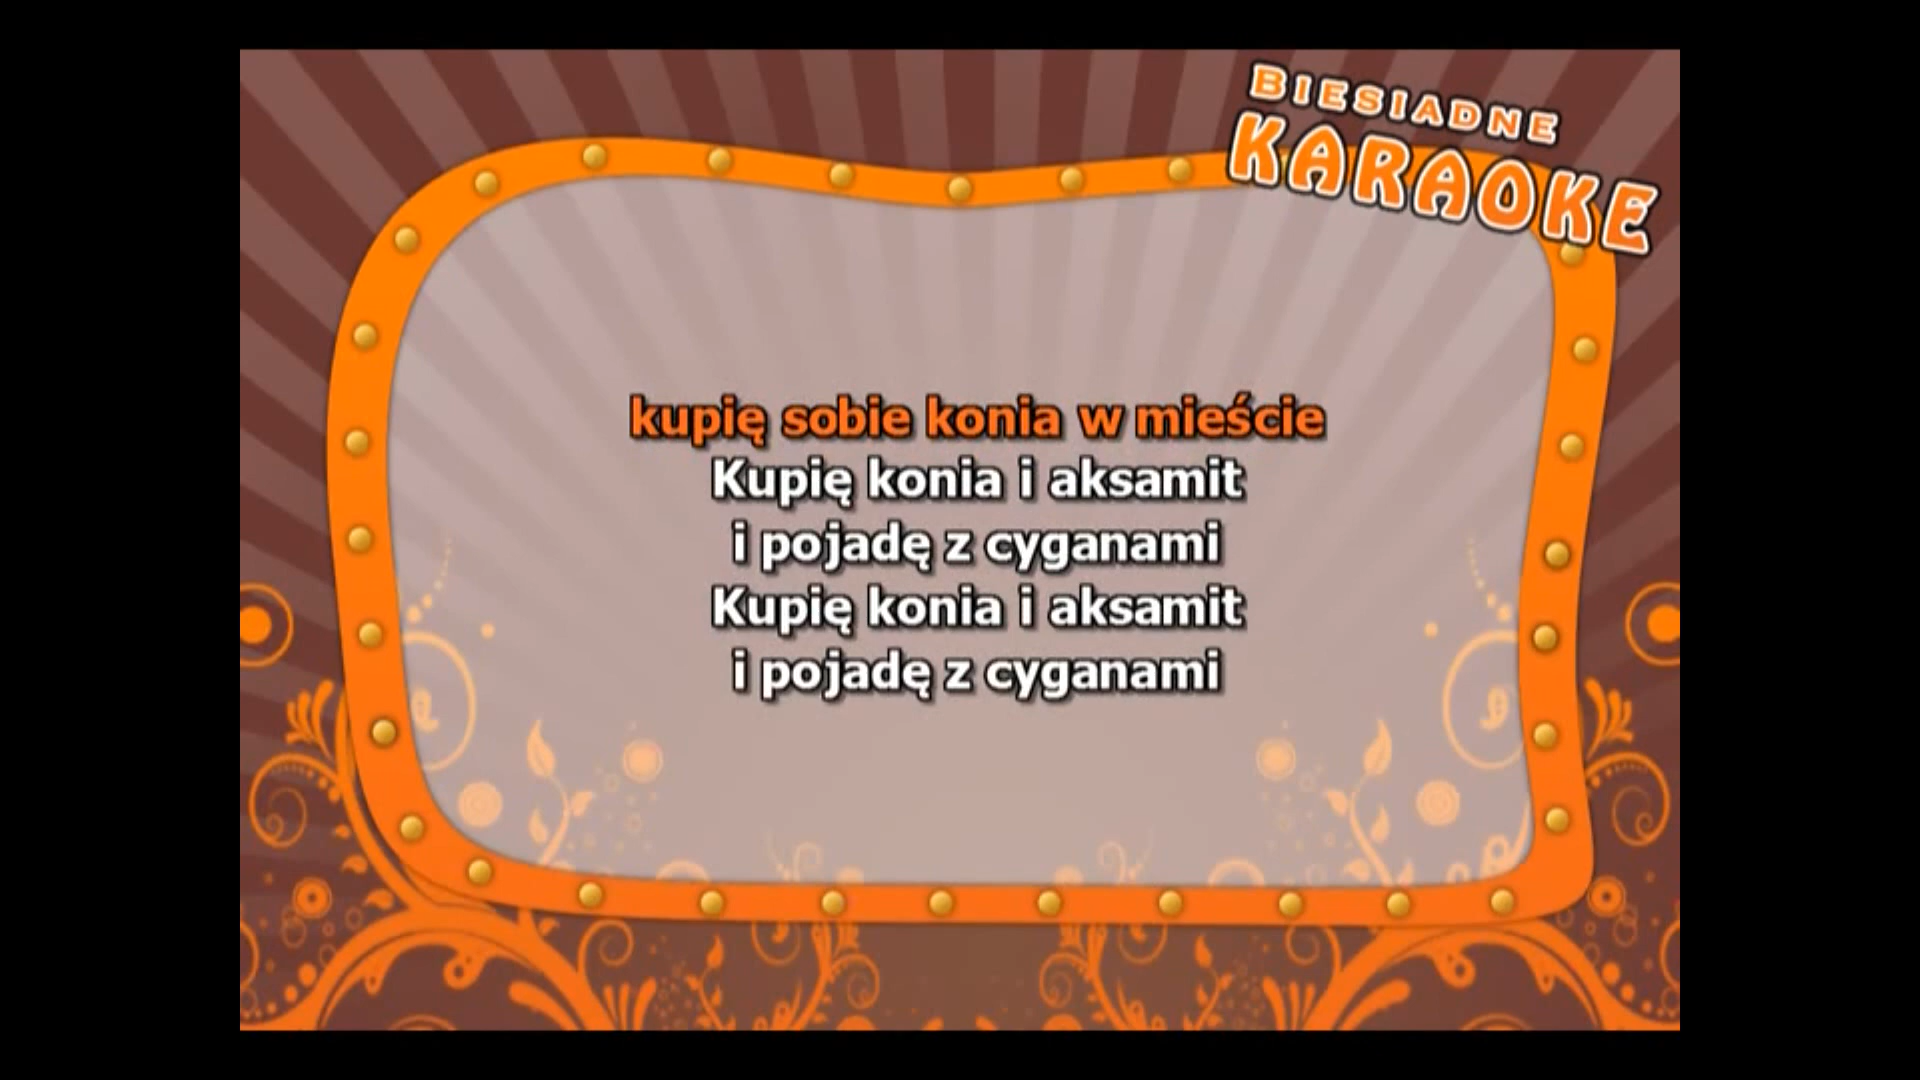 BIESIADNE
KARAOKE
kupię sobie konia w mieście
Kupię konia i aksamit
i pojadę z cyganami
Kupię konia i aksamit
i pojadę z cyganami